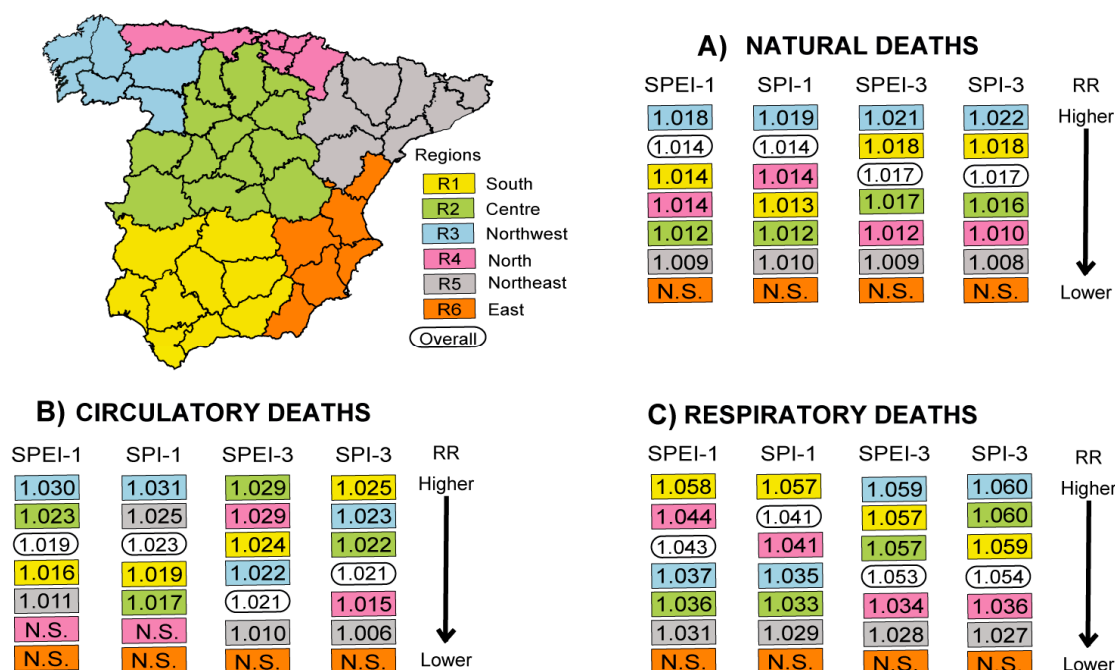 Regions
R1 South
R2 Centre
R3 Northwest
R4 North
R5 Northeast
R6 East
Overall
A) NATURAL DEATHS
SPEI-1 SPI-1 SPEI-3 SPI-3 RR
1.018 1.019 1.021 1.022 Higher
1.014 1.014 1.018 1.018
1.014 1.014 1.017 1.017
1.014 1.013 1.017 1.016
1.012 1.012 1.012 1.010
1.009 1.010 1.009 1.008
N.S. N.S. N.S. N.S. Lower
B) CIRCULATORY DEATHS
SPEI-1 SPI-1 SPEI-3 SPI-3 RR
1.030 1.031 1.029 1.025 Higher
1.023 1.025 1.029 1.023
1.019 1.023 1.024 1.022
1.016 1.019 1.022 1.021
1.011 1.017 1.021 1.015
N.S. N.S. 1.010 1.006
N.S. N.S. N.S. N.S. Lower
C) RESPIRATORY DEATHS
SPEI-1 SPI-1 SPEI-3 SPI-3 RR
1.058 1.057 1.059 1.060 Higher
1.044 1.041 1.057 1.060
1.043 1.041 1.057 1.059
1.037 1.035 1.053 1.054
1.036 1.033 1.034 1.036
1.031 1.029 1.028 1.027
N.S. N.S. N.S. N.S. Lower